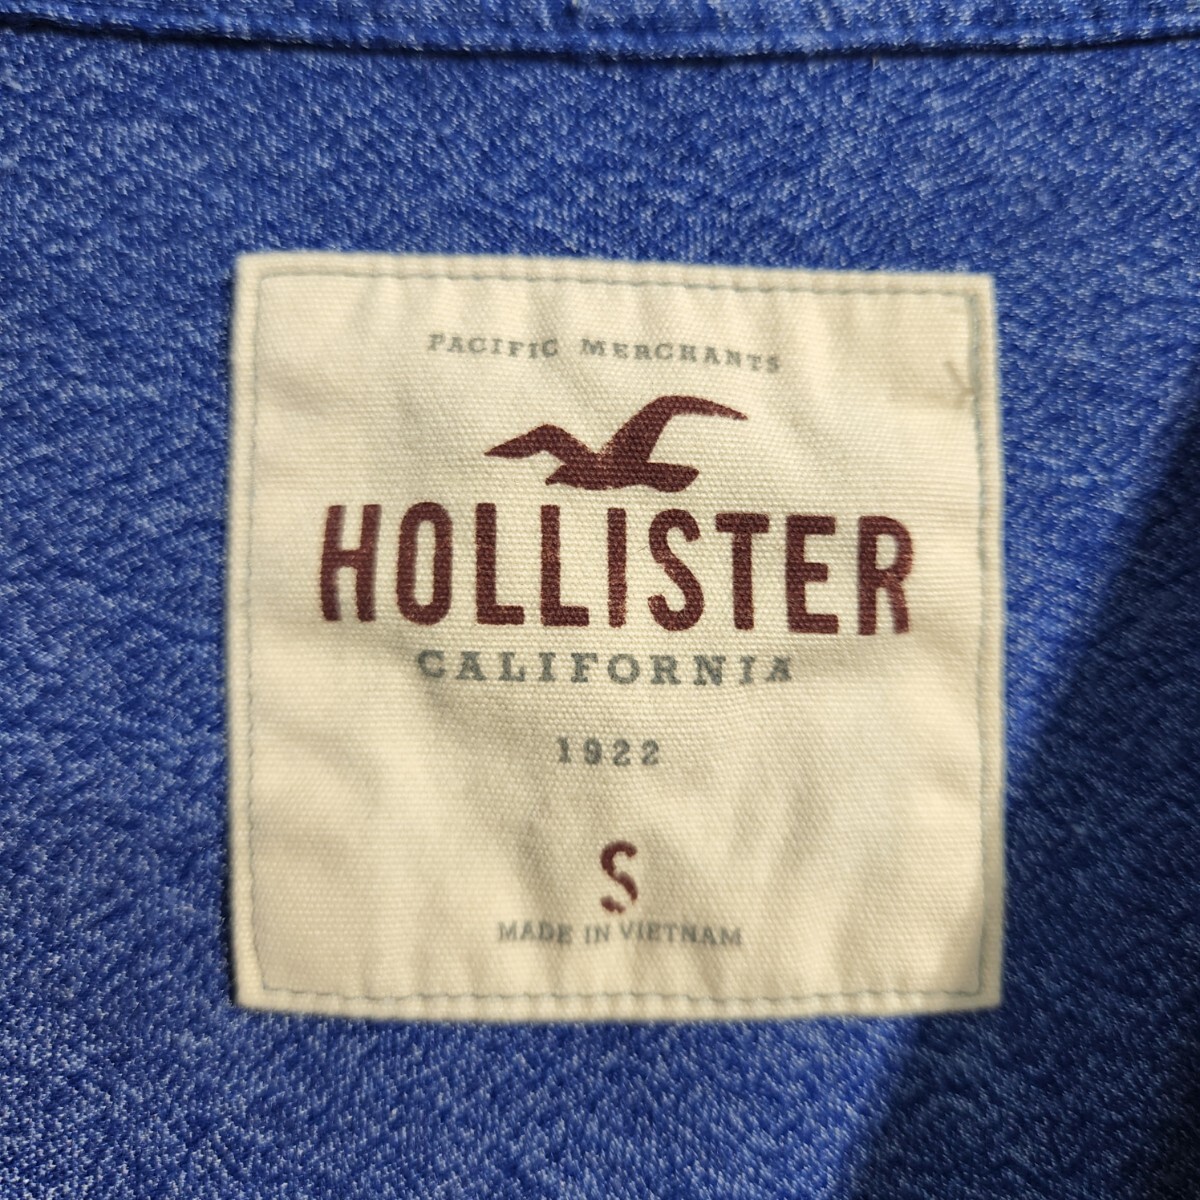 PACIFIC MERCHANTS
HOLLISTER
CALIFORNIA
1922
S
MADE IN VIETNAM